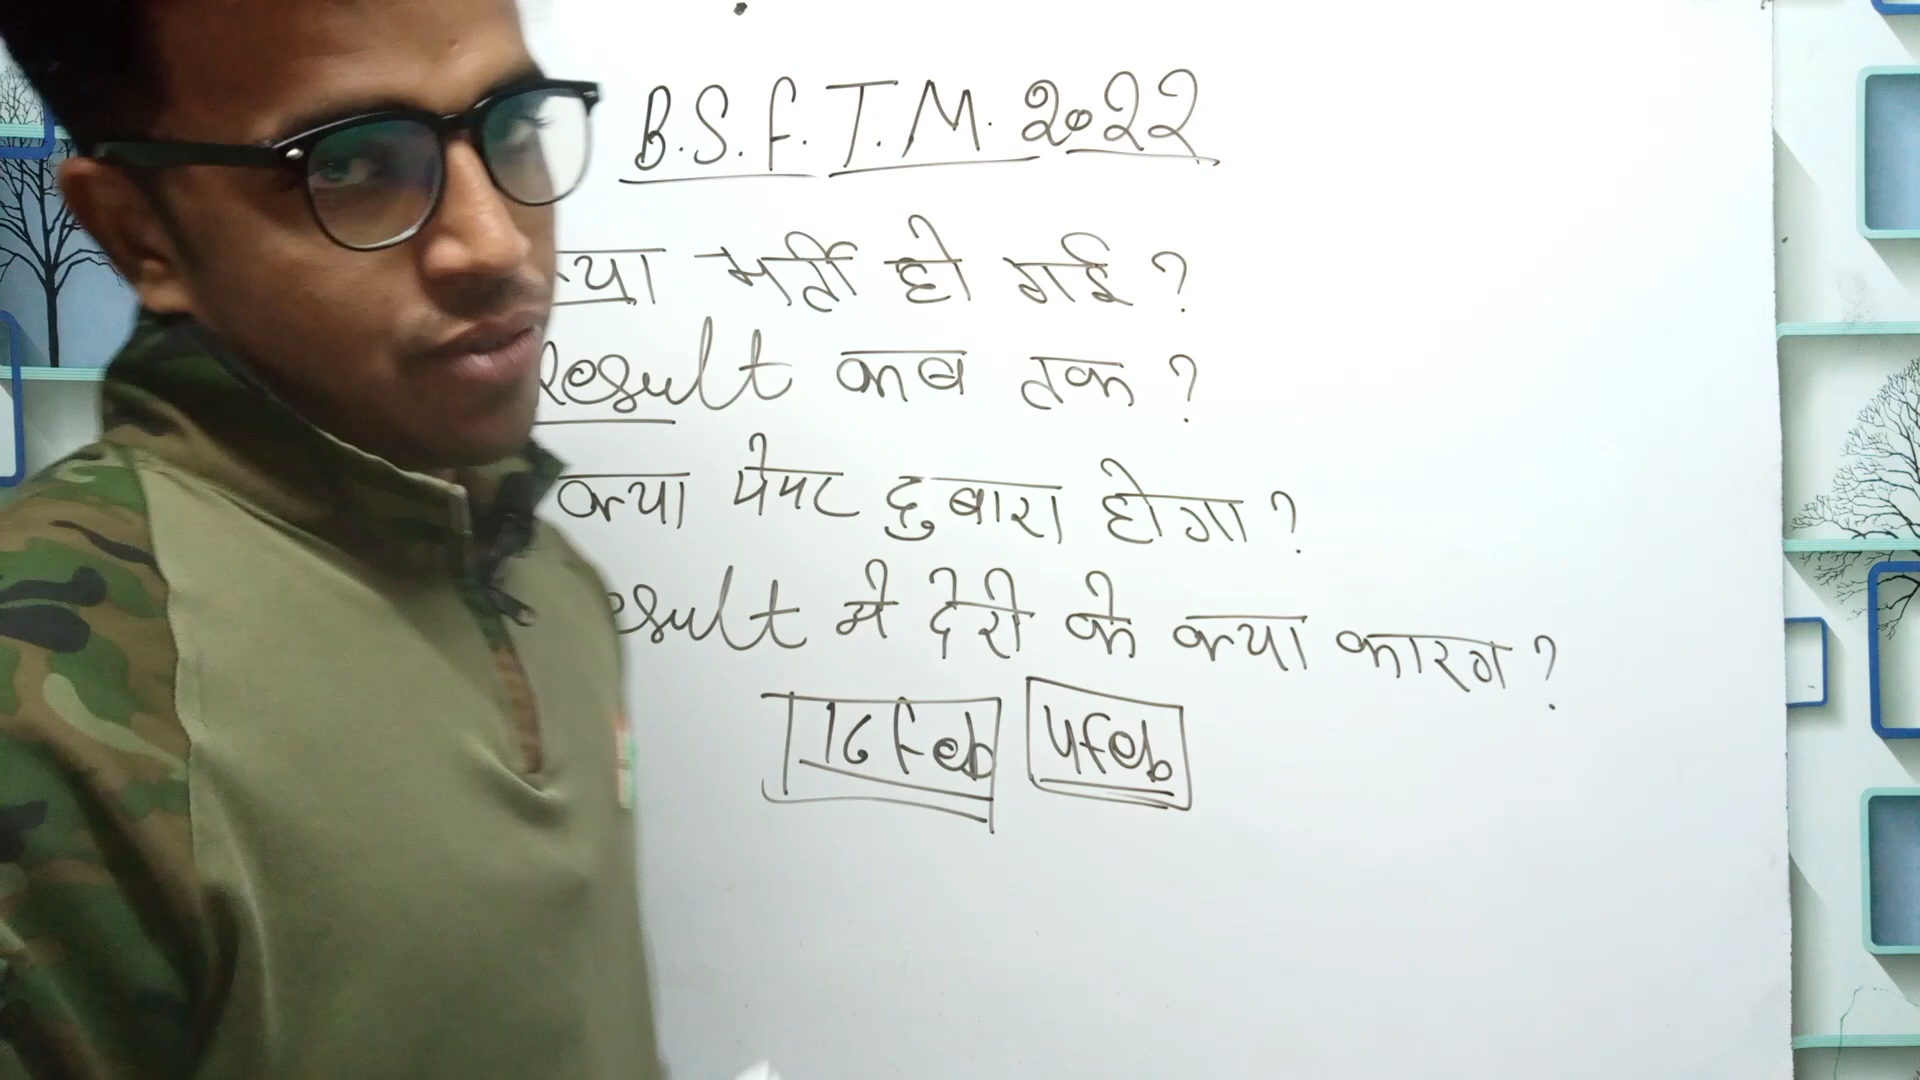 B.S.F. T.M. 2022
क्या भर्ती हो गई ?
Result कब तक ?
क्या पेपर दुबारा होगा ?
Result मे देरी के क्या कारण ?
16 Feb 4 Feb